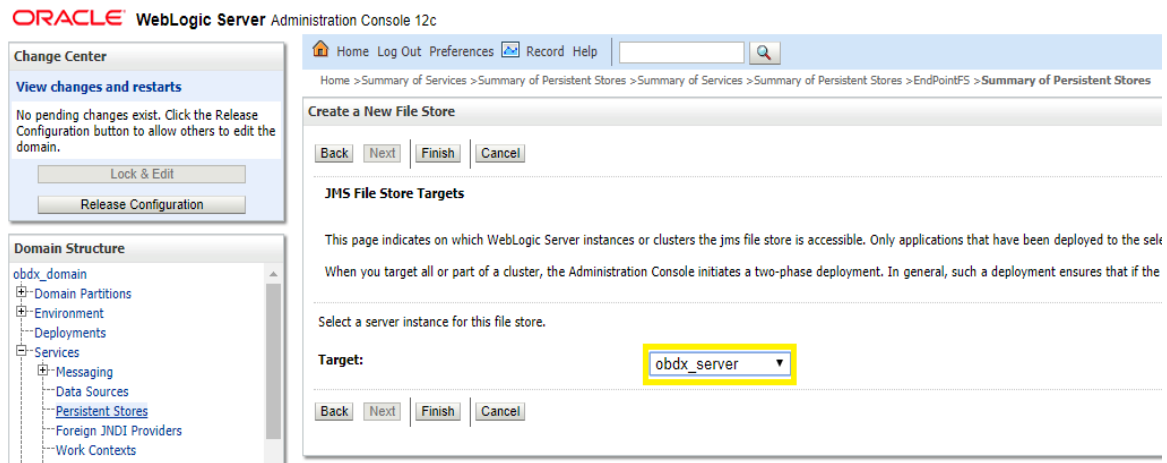 ORACLE WebLogic Server Administration Console 12c
Change Center
View changes and restarts
No pending changes exist. Click the Release
Configuration button to allow others to edit the
domain.
Lock & Edit
Release Configuration
Domain Structure
obdx_domain
Domain Partitions
Environment
Deployments
Services
Messaging
Data Sources
Persistent Stores
Foreign JNDI Providers
Work Contexts
Home Log Out Preferences Record Help
Home >Summary of Services >Summary of Persistent Stores >Summary of Services >Summary of Persistent Stores >EndPointFS >Summary of Persistent Stores
Create a New File Store
Back Next Finish Cancel
JMS File Store Targets
This page indicates on which WebLogic Server instances or clusters the jms file store is accessible. Only applications that have been deployed to the sele
When you target all or part of a cluster, the Administration Console initiates a two-phase deployment. In general, such a deployment ensures that if the
Select a server instance for this file store.
Target: obdx_server
Back Next Finish Cancel